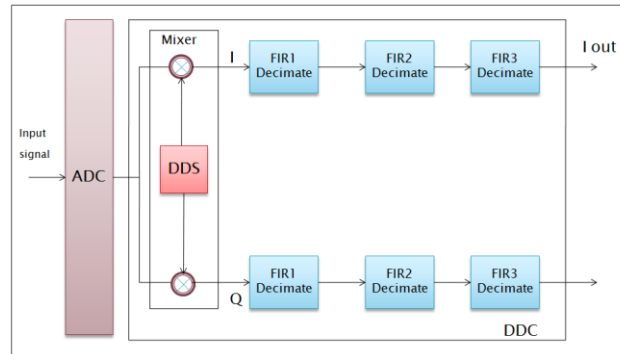 Mixer
I
FIR1
Decimate
FIR2
Decimate
FIR3
Decimate
I out
Input
signal
ADC
DDS
Q
FIR1
Decimate
FIR2
Decimate
FIR3
Decimate
DDC